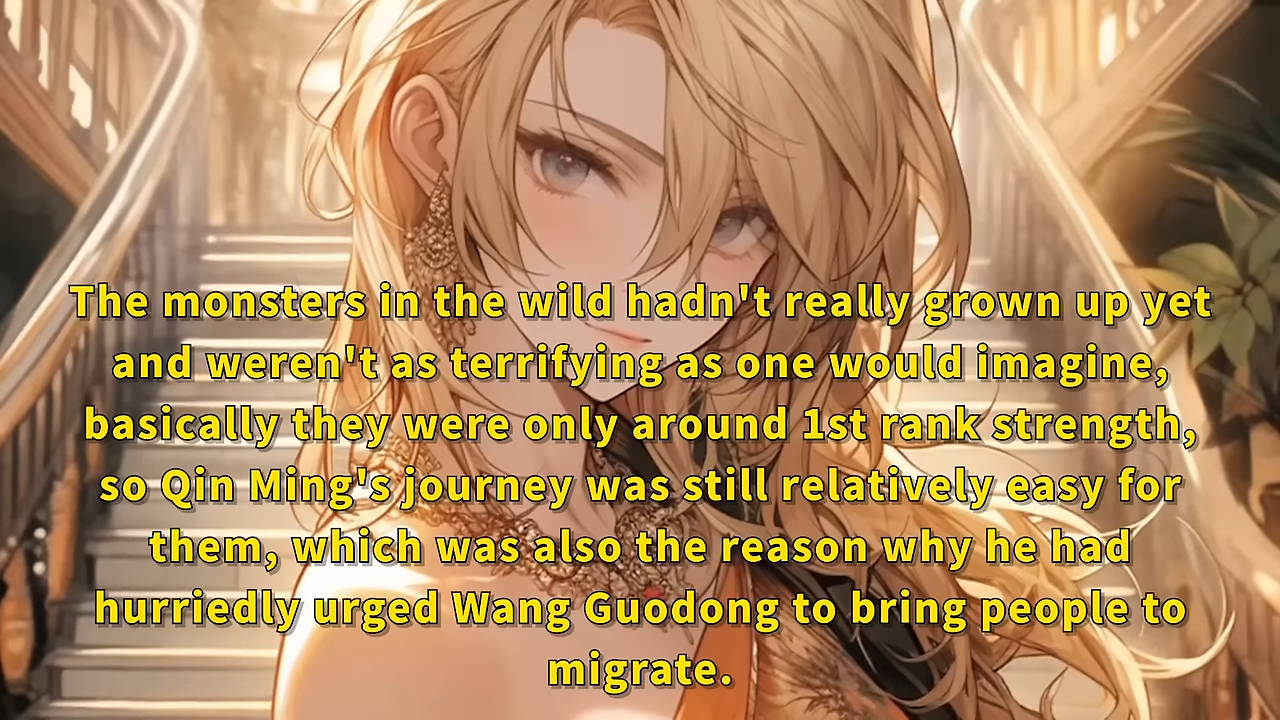 The monsters in the wild hadn't really grown up yet
and weren't as terrifying as one would imagine,
basically they were only around 1st rank strength,
so Qin Ming's journey was still relatively easy for
them, which was also the reason why he had
hurriedly urged Wang Guodong to bring people to
migrate.